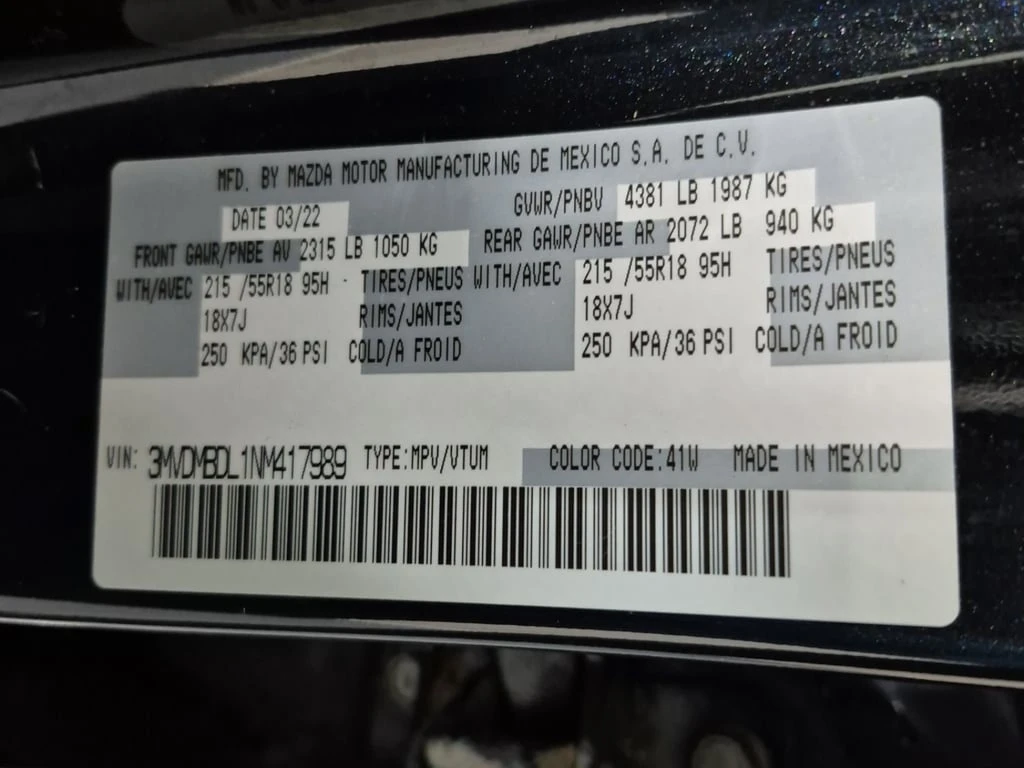 MFD. BY MAZDA MOTOR MANUFACTURING DE MEXICO S.A. DE C.V.
DATE 03/22 GVWR/PNBV 4381 LB 1987 KG
FRONT GAWR/PNBE AV 2315 LB 1050 KG REAR GAWR/PNBE AR 2072 LB 940 KG
WITH/AVEC 215 /55R18 95H TIRES/PNEUS WITH/AVEC 215 /55R18 95H TIRES/PNEUS
18X7J RIMS/JANTES 18X7J RIMS/JANTES
250 KPA/36 PSI COLD/A FROID 250 KPA/36 PSI COLD/A FROID
VIN: 3MVDMBDL1NM417989 TYPE:MPV/VTUM COLOR CODE:41W MADE IN MEXICO